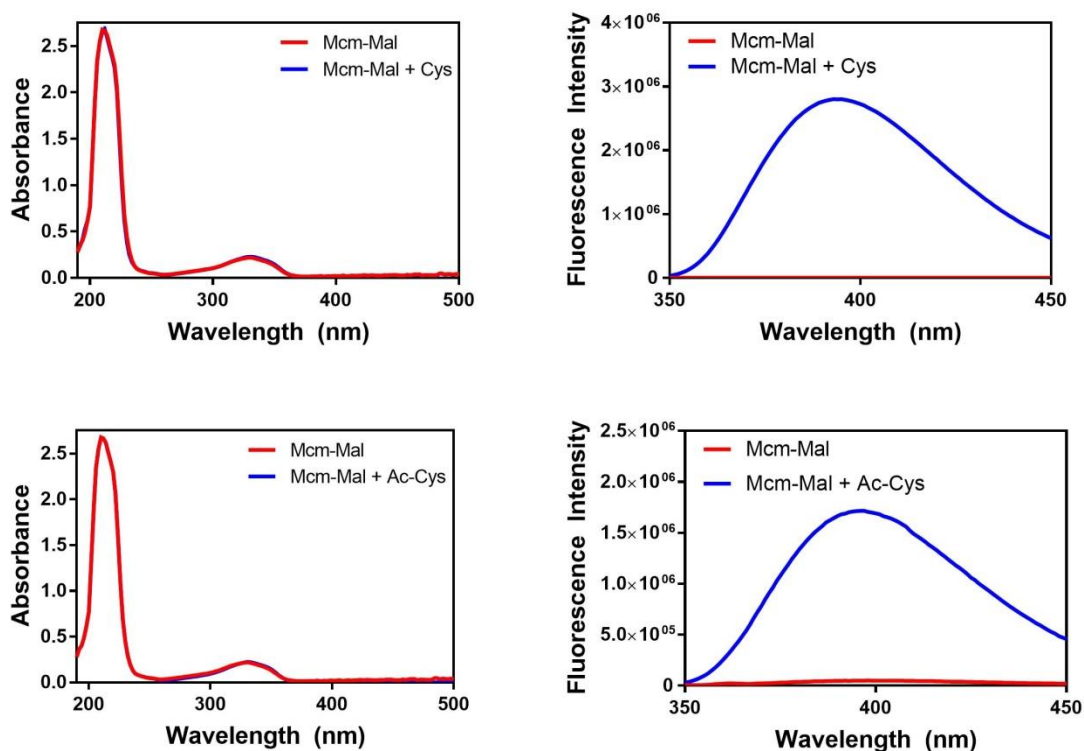 Absorbance
2.5
2.0
1.5
1.0
0.5
0.0
Mcm-Mal
Mcm-Mal + Cys
200 300 400 500
Wavelength (nm)
Fluorescence Intensity
4×10⁰⁶
3×10⁰⁶
2×10⁰⁶
1×10⁰⁶
0
Mcm-Mal
Mcm-Mal + Cys
350 400 450
Wavelength (nm)
Absorbance
2.5
2.0
1.5
1.0
0.5
0.0
Mcm-Mal
Mcm-Mal + Ac-Cys
200 300 400 500
Wavelength (nm)
Fluorescence Intensity
2.5×10⁰⁶
2.0×10⁰⁶
1.5×10⁰⁶
1.0×10⁰⁶
5.0×10⁰⁵
0
Mcm-Mal
Mcm-Mal + Ac-Cys
350 400 450
Wavelength (nm)